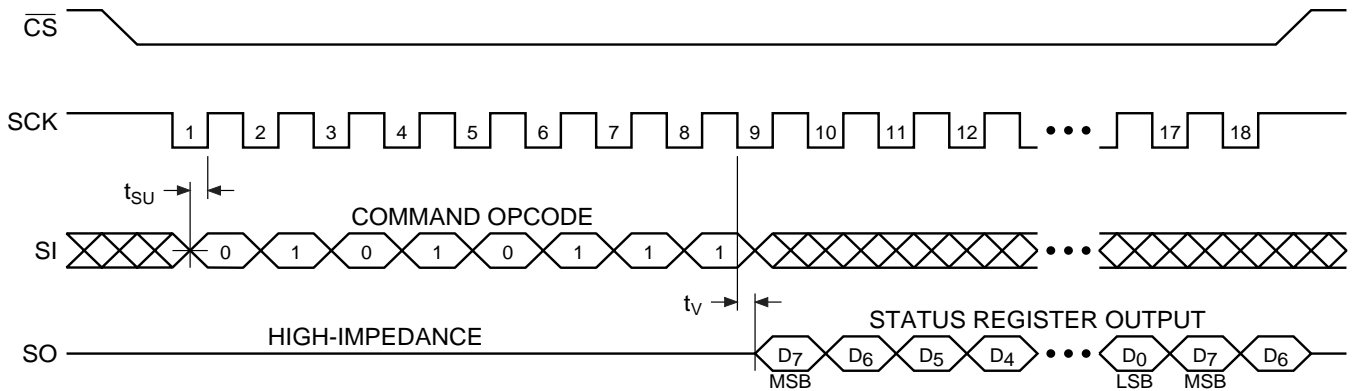 CS
SCK 1 2 3 4 5 6 7 8 9 10 11 12 ••• 17 18
tSU
COMMAND OPCODE
SI 0 1 0 1 0 1 1 1 •••
tV
HIGH-IMPEDANCE STATUS REGISTER OUTPUT
SO D7 D6 D5 D4 ••• D0 D7 D6
MSB LSB MSB